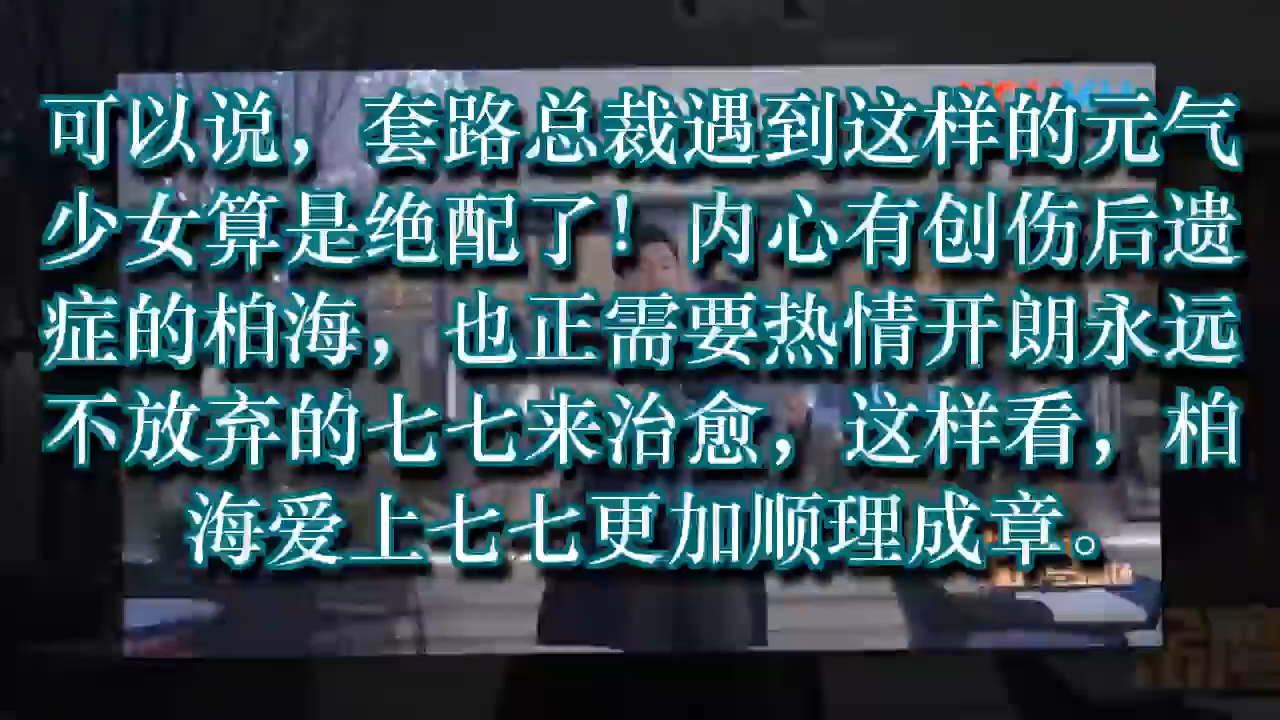 可以说，套路总裁遇到这样的元气
少女算是绝配了！内心有创伤后遗
症的柏海，也正需要热情开朗永远
不放弃的七七来治愈，这样看，柏
海爱上七七更加顺理成章。